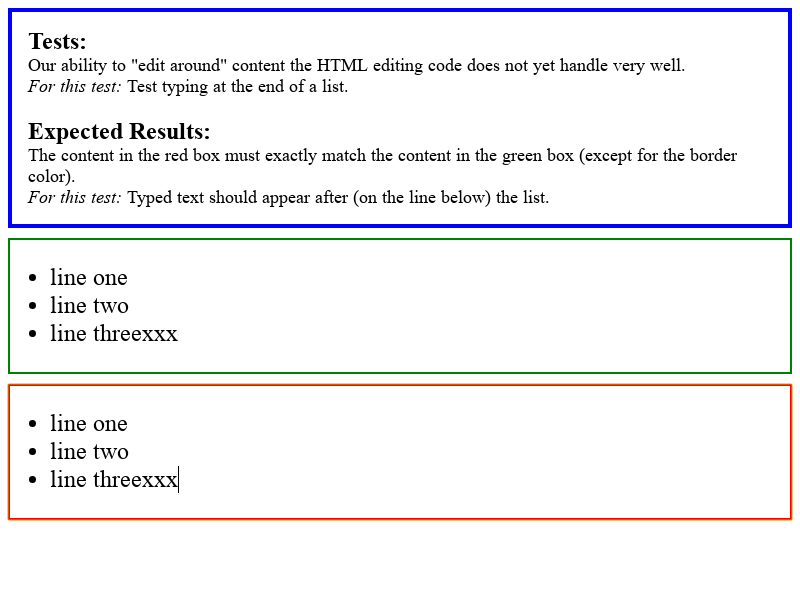 Tests:
Our ability to "edit around" content the HTML editing code does not yet handle very well.
For this test: Test typing at the end of a list.
Expected Results:
The content in the red box must exactly match the content in the green box (except for the border
color).
For this test: Typed text should appear after (on the line below) the list.
• line one
• line two
• line threexxx
• line one
• line two
• line threexxx